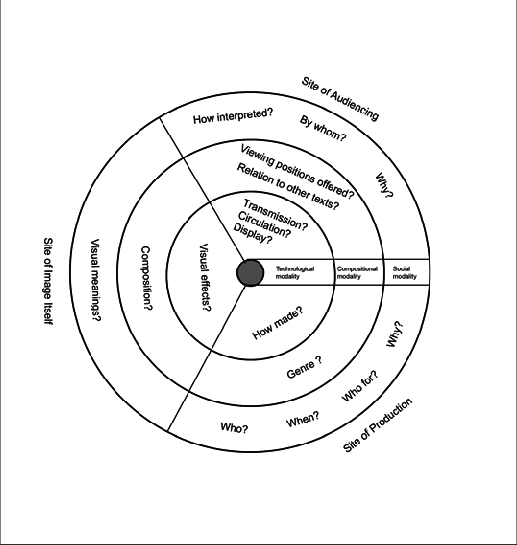 Site of Audiencing
How interpreted?
By whom?
Why?
Viewing positions offered?
Relation to other texts?
Transmission?
Circulation?
Display?
Site of Image Itself
Visual meanings?
Composition?
Visual effects?
Technological
modality
Compositional
modality
Social
modality
How made?
Genre ?
Who?
When?
Who for?
Why?
Site of Production